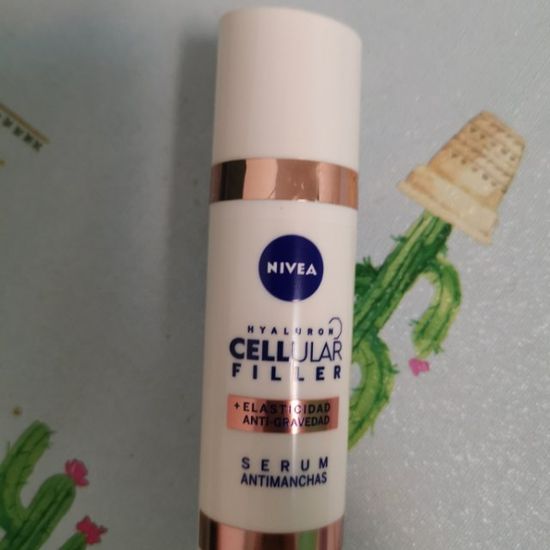 NIVEA
HYALURON
CELLULAR
FILLER
+ELASTICIDAD
ANTI-GRAVEDAD
SERUM
ANTIMANCHAS